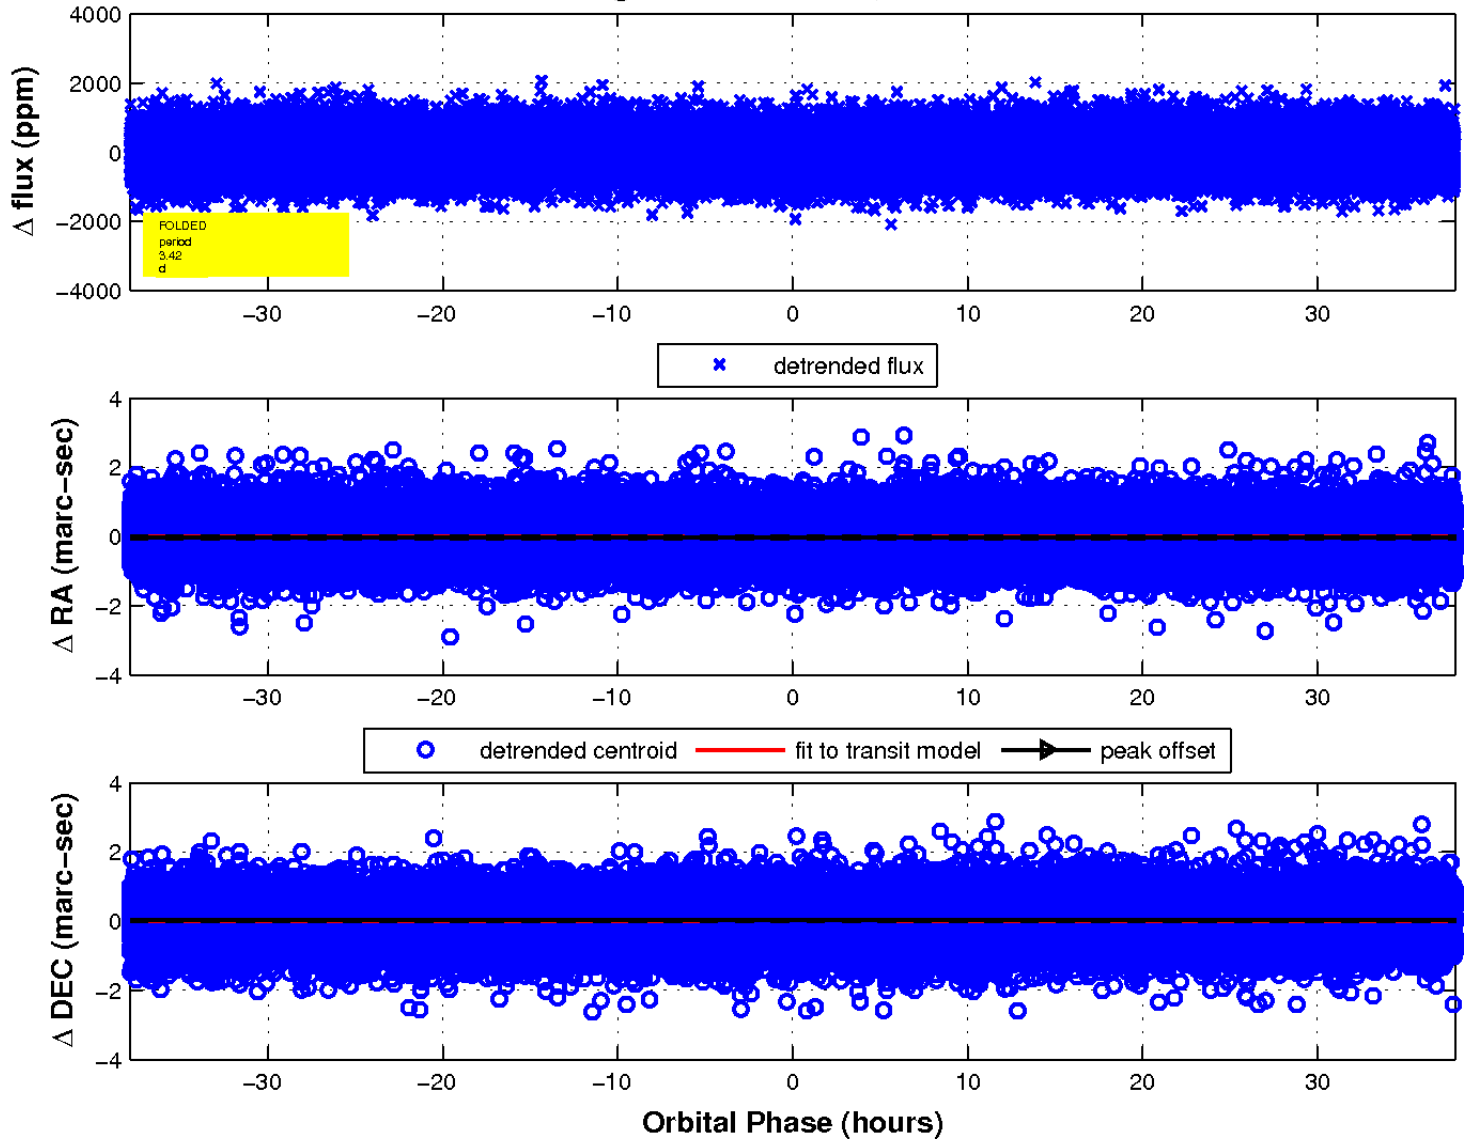 4000
2000
0
−2000
−4000
Δ flux (ppm)
FOLDED
period
3.42
d
−30 −20 −10 0 10 20 30
detrended flux
4
2
0
−2
−4
Δ RA (marc−sec)
−30 −20 −10 0 10 20 30
detrended centroid fit to transit model peak offset
4
2
0
−2
−4
Δ DEC (marc−sec)
−30 −20 −10 0 10 20 30
Orbital Phase (hours)